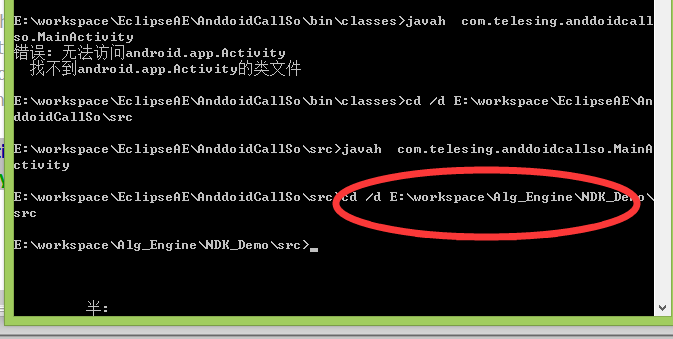 E:\workspace\EclipseAE\AnddoidCallSo\bin\classes>javah  com.telesing.anddoidcall
so.MainActivity
错误: 无法访问android.app.Activity
  找不到android.app.Activity的类文件
E:\workspace\EclipseAE\AnddoidCallSo\bin\classes>cd /d E:\workspace\EclipseAE\An
ddoidCallSo\src
E:\workspace\EclipseAE\AnddoidCallSo\src>javah  com.telesing.anddoidcallso.MainA
ctivity
E:\workspace\EclipseAE\AnddoidCallSo\src>cd /d E:\workspace\Alg_Engine\NDK_Demo\
src
E:\workspace\Alg_Engine\NDK_Demo\src>
半: